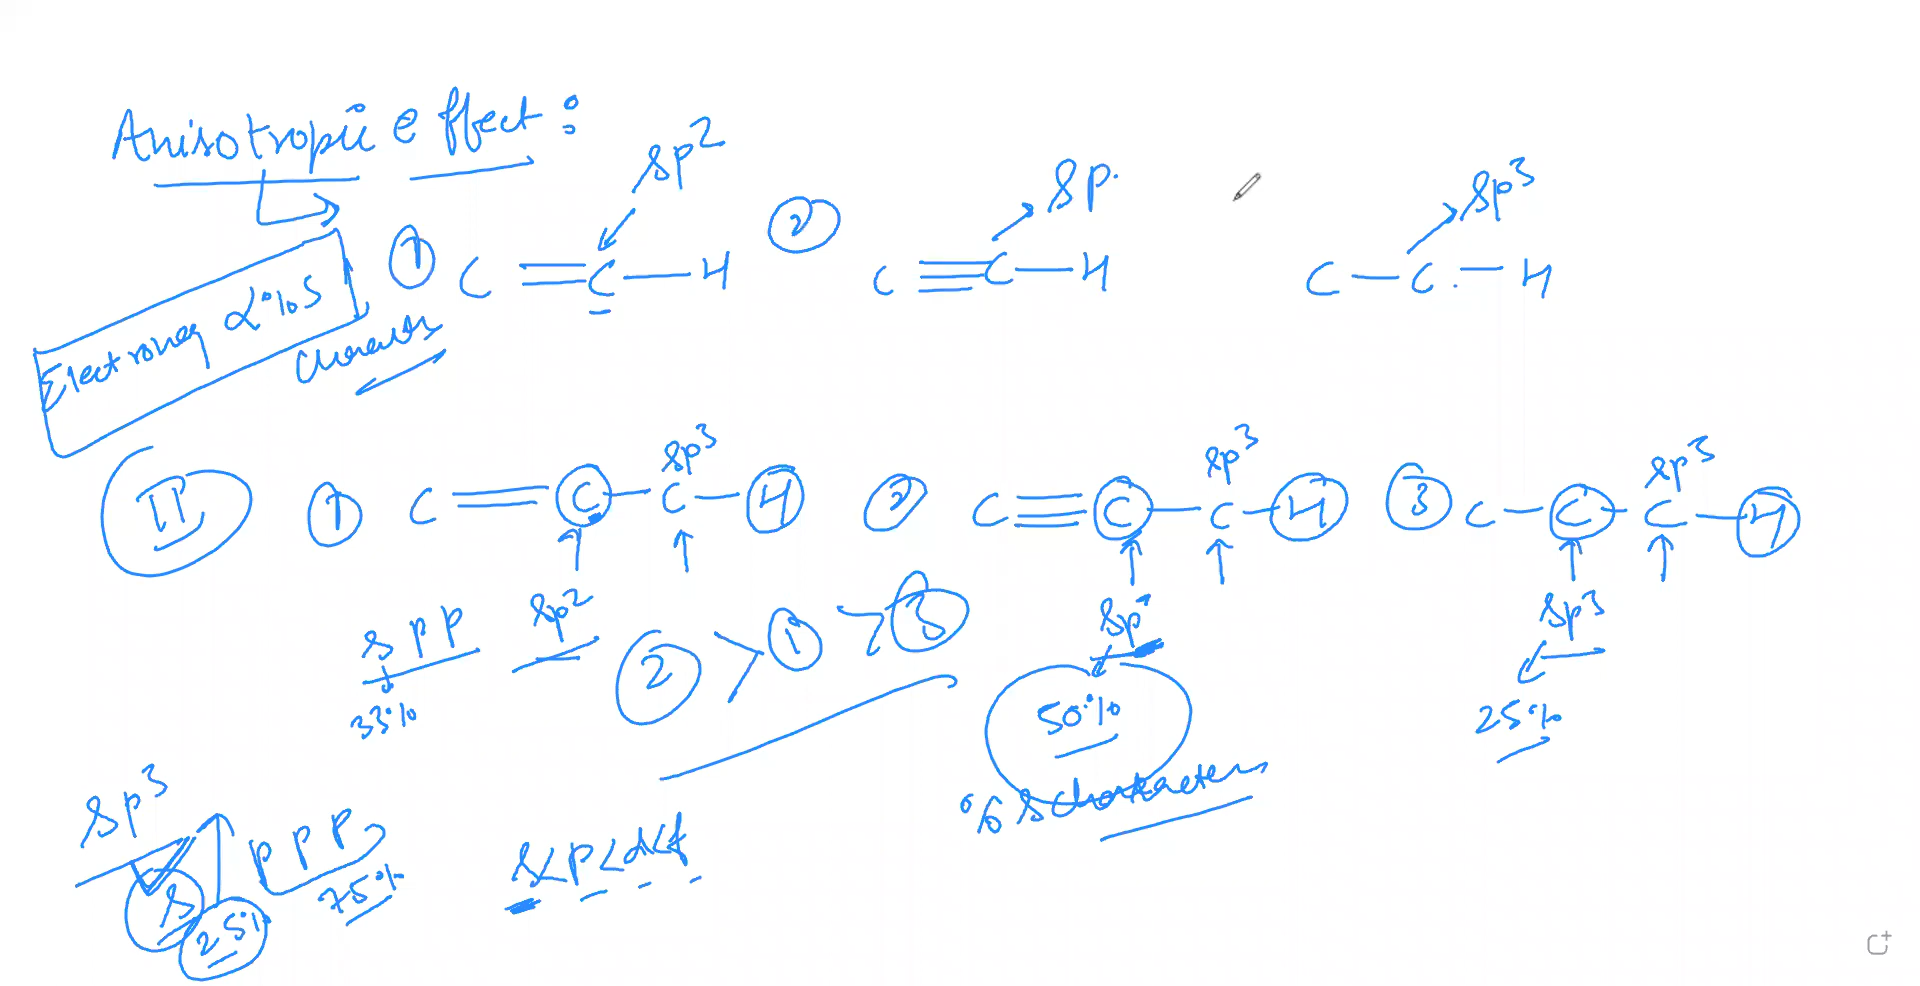 Anisotropic effect :
sp2
sp.
sp3
① C = C — H
② C ≡ C — H
C — C. — H
Electroneg α %S
Character
II
① C = C — C — H
sp3
② C ≡ C — C — H
sp3
③ C — C — C — H
sp3
s p p
33%
sp2
② > ① > ③
sp
50%
% S character
sp3
25%
sp3
s
25%
p p p
75%
s<p<d<f